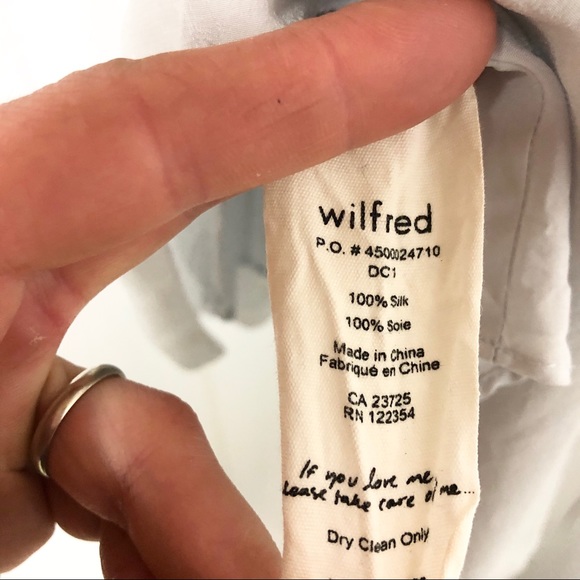 wilfred
P.O. # 4500024710
DC1
100% Silk
100% Soie
Made in China
Fabriqué en Chine
CA 23725
RN 122354
If you love me,
please take care of me...
Dry Clean Only